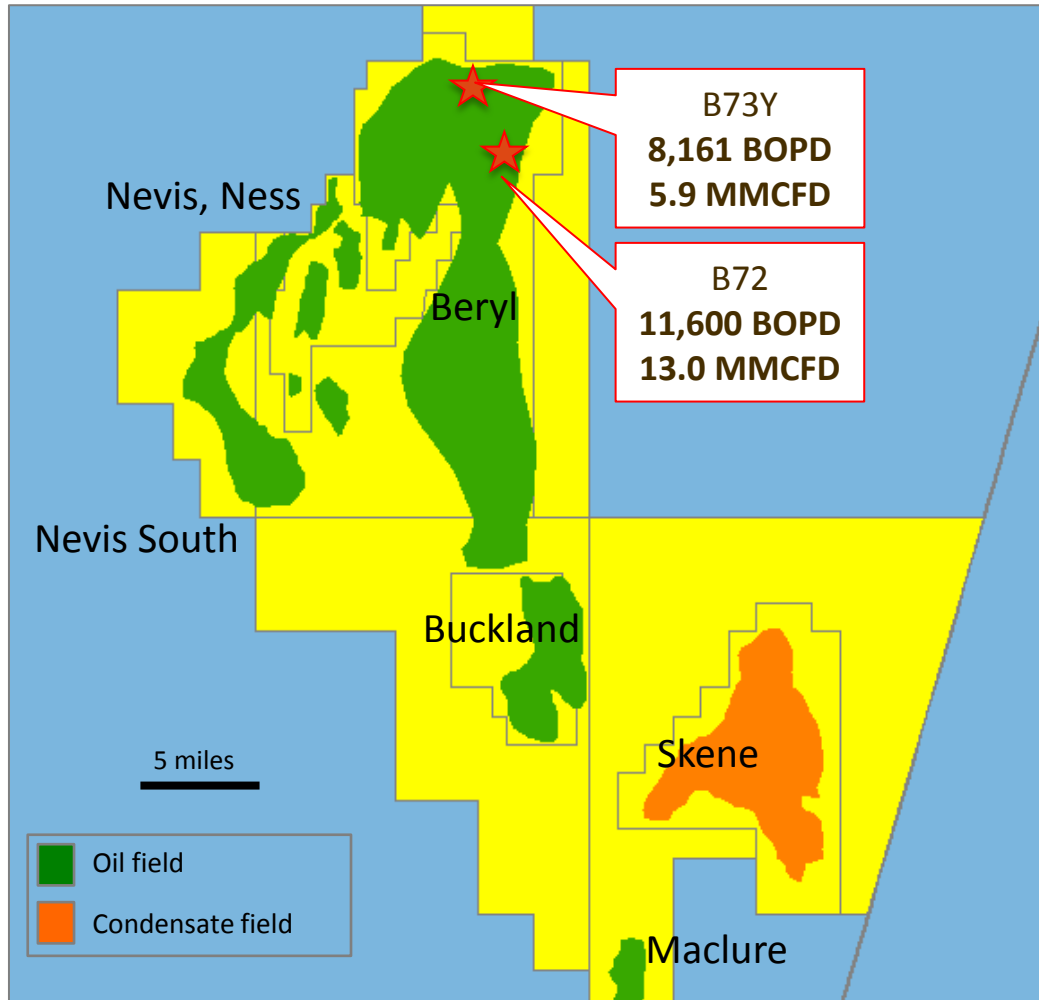 B73Y
8,161 BOPD
5.9 MMCFD
Nevis, Ness
B72
11,600 BOPD
13.0 MMCFD
Beryl
Nevis South
Buckland
Skene
5 miles
Oil field
Condensate field
Maclure